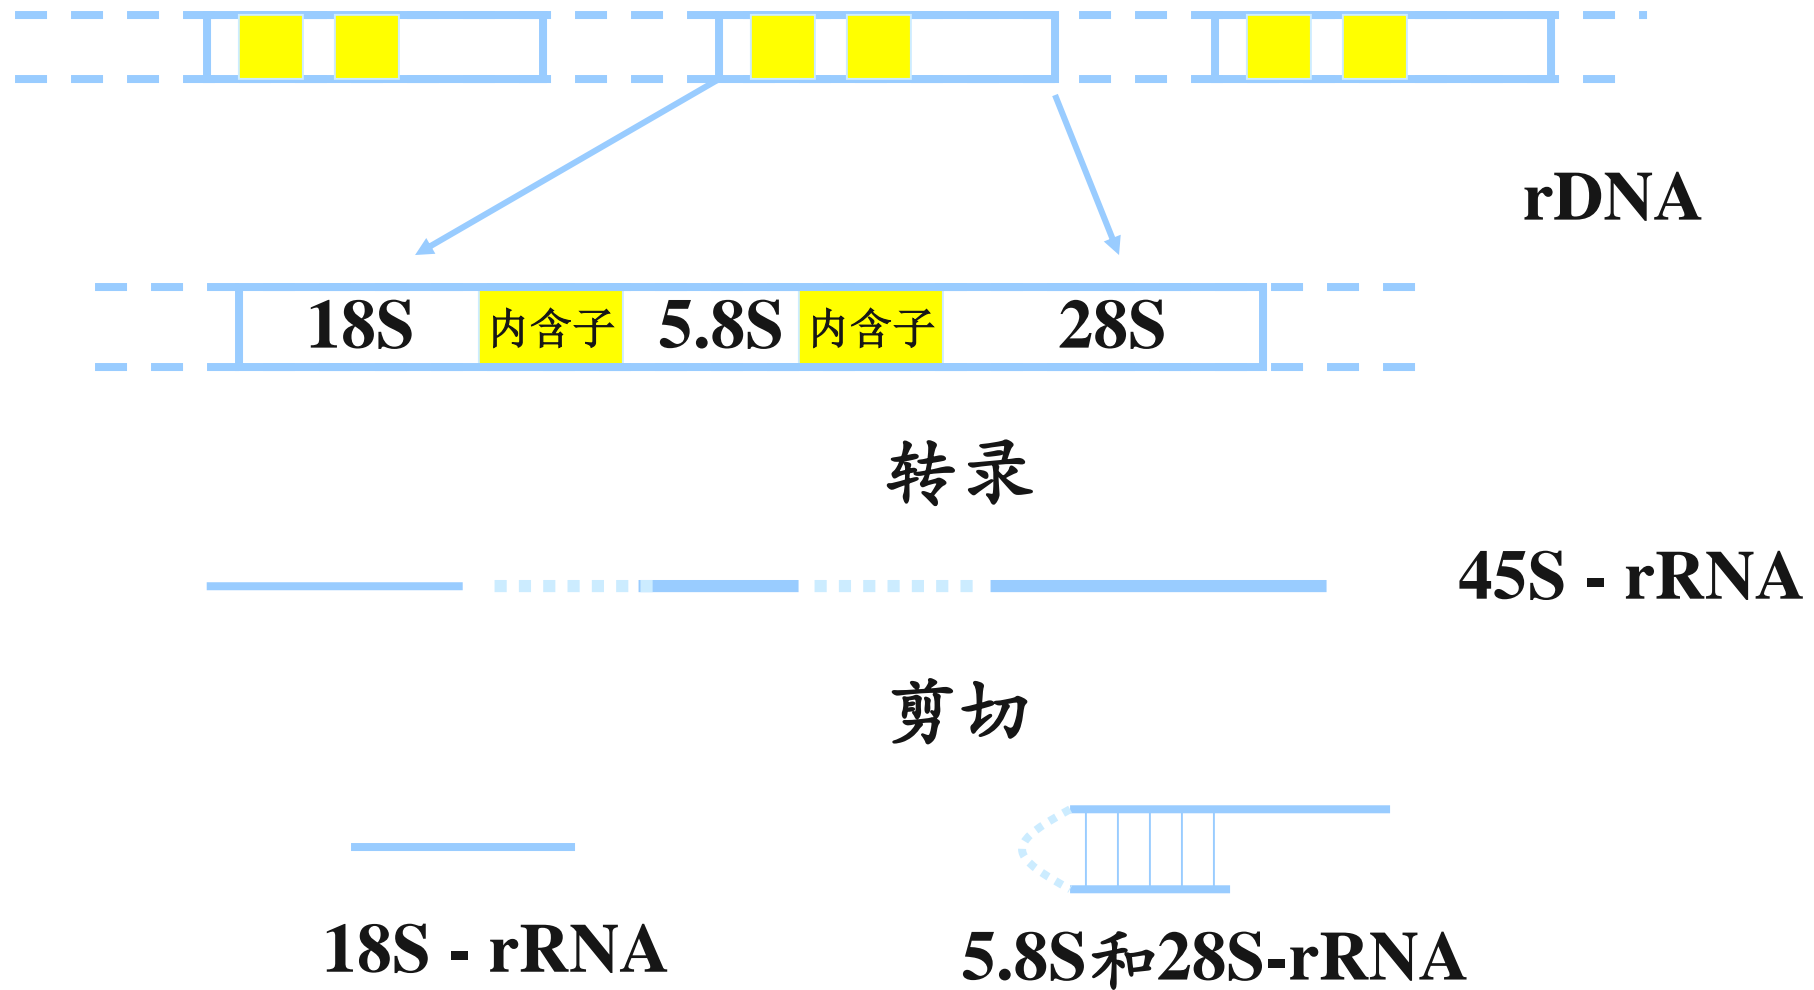 rDNA
18S 内含子 5.8S 内含子 28S
转录
45S - rRNA
剪切
18S - rRNA
5.8S和28S-rRNA